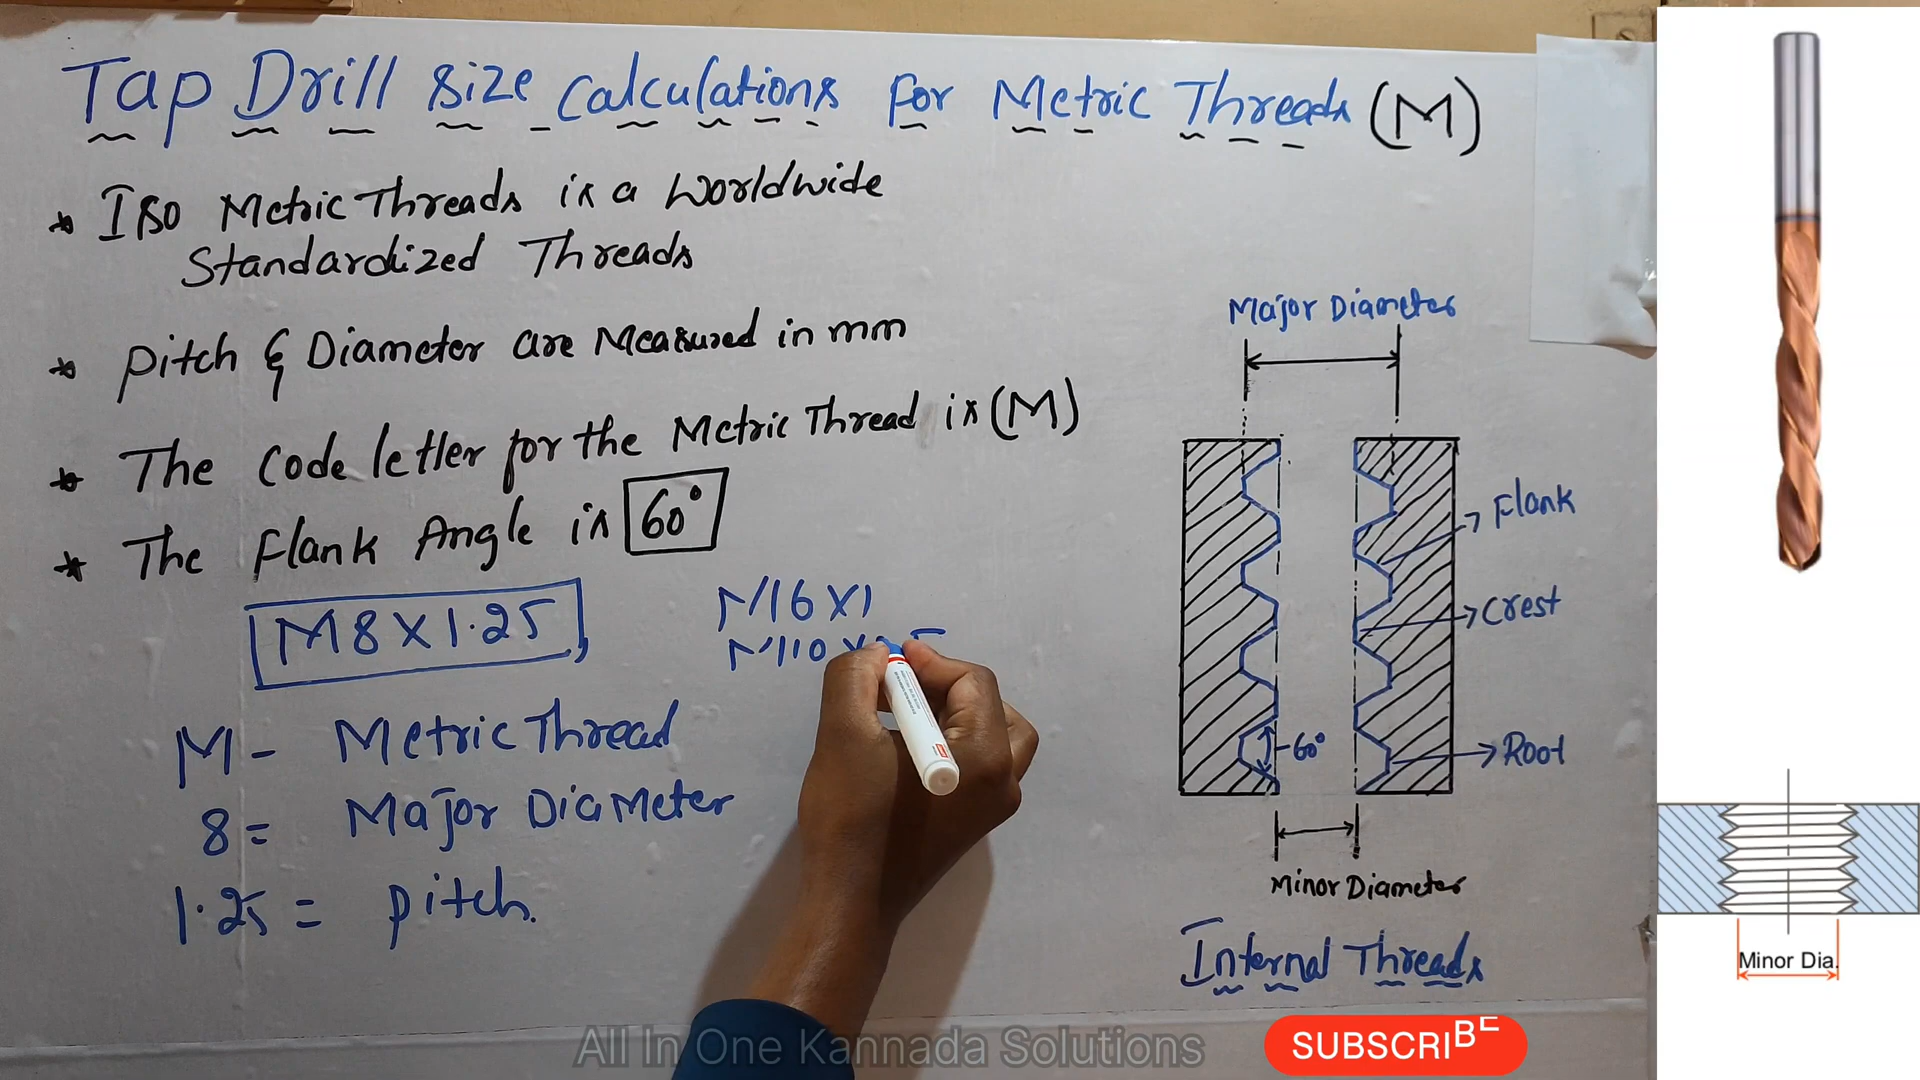 Tap Drill size calculations for Metric Threads (M)
* ISO Metric Threads is a Worldwide
Standardized Threads
* pitch & Diameter are Measured in mm
* The Code letter for the Metric Thread is (M)
* The Flank Angle is 60°
M8 X 1.25,
M16 X1
M10 X
M - Metric Thread
8 = Major Diameter
1.25 = pitch.
Major Diameter
Flank
Crest
60°
Root
Minor Diameter
Internal Threads
Minor Dia.
All In One Kannada Solutions
SUBSCRIBE